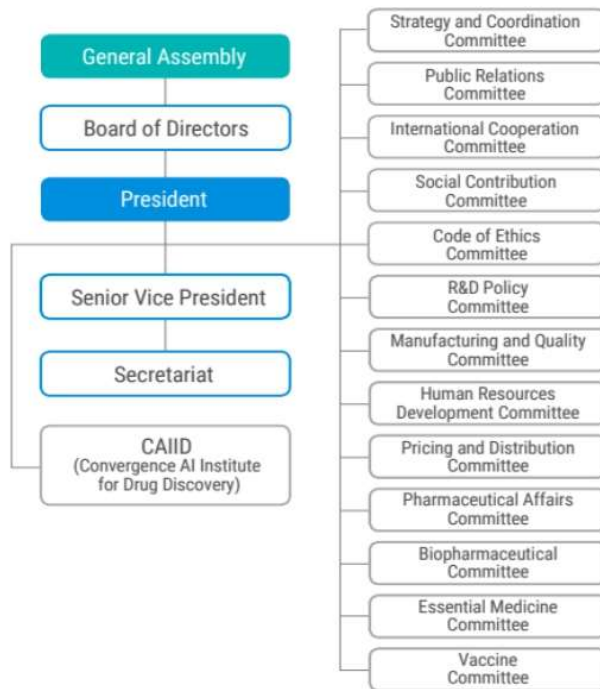 General Assembly
Board of Directors
President
Senior Vice President
Secretariat
CAIID
(Convergence AI Institute
for Drug Discovery)
Strategy and Coordination
Committee
Public Relations
Committee
International Cooperation
Committee
Social Contribution
Committee
Code of Ethics
Committee
R&D Policy
Committee
Manufacturing and Quality
Committee
Human Resources
Development Committee
Pricing and Distribution
Committee
Pharmaceutical Affairs
Committee
Biopharmaceutical
Committee
Essential Medicine
Committee
Vaccine
Committee